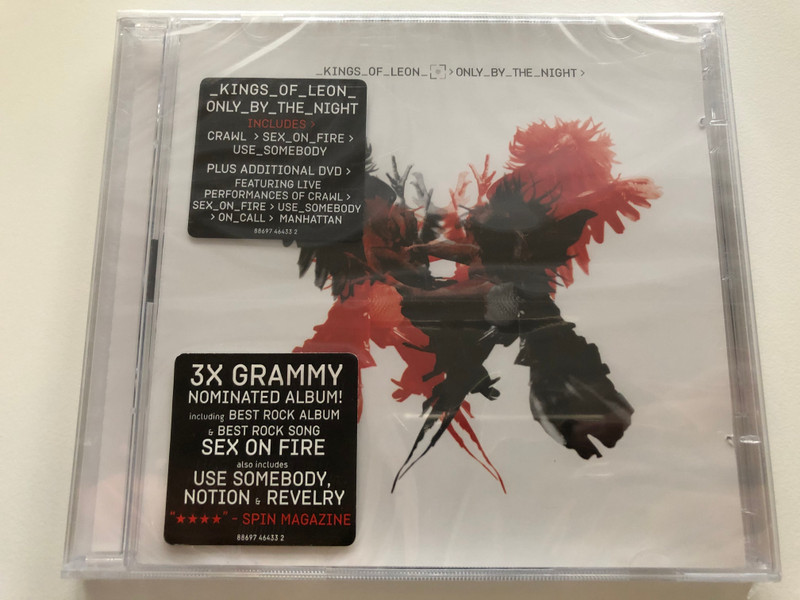 _KINGS_OF_LEON_ > ONLY_BY_THE_NIGHT >
_KINGS_OF_LEON_
ONLY_BY_THE_NIGHT
INCLUDES >
CRAWL > SEX_ON_FIRE >
USE_SOMEBODY
PLUS ADDITIONAL DVD >
FEATURING LIVE
PERFORMANCES OF CRAWL >
SEX_ON_FIRE > USE_SOMEBODY
> ON_CALL > MANHATTAN
88697 46433 2
3X GRAMMY
NOMINATED ALBUM!
including BEST ROCK ALBUM
& BEST ROCK SONG
SEX ON FIRE
also includes
USE SOMEBODY,
NOTION & REVELRY
"★★★★" - SPIN MAGAZINE
88697 46433 2